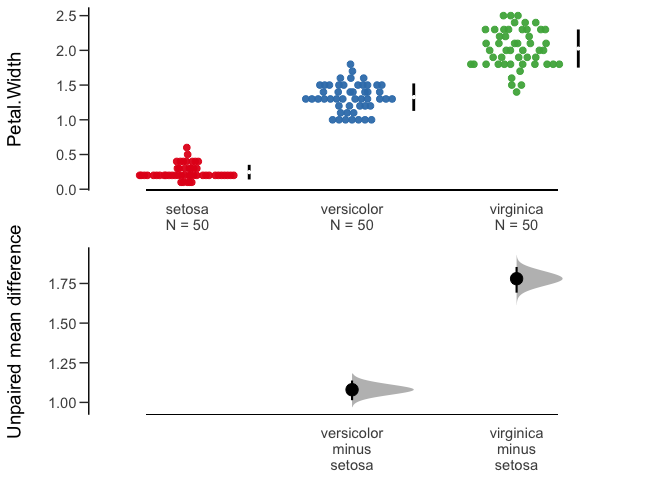 Petal.Width
2.5
2.0
1.5
1.0
0.5
0.0
setosa
N = 50
versicolor
N = 50
virginica
N = 50
Unpaired mean difference
1.75
1.50
1.25
1.00
versicolor
minus
setosa
virginica
minus
setosa